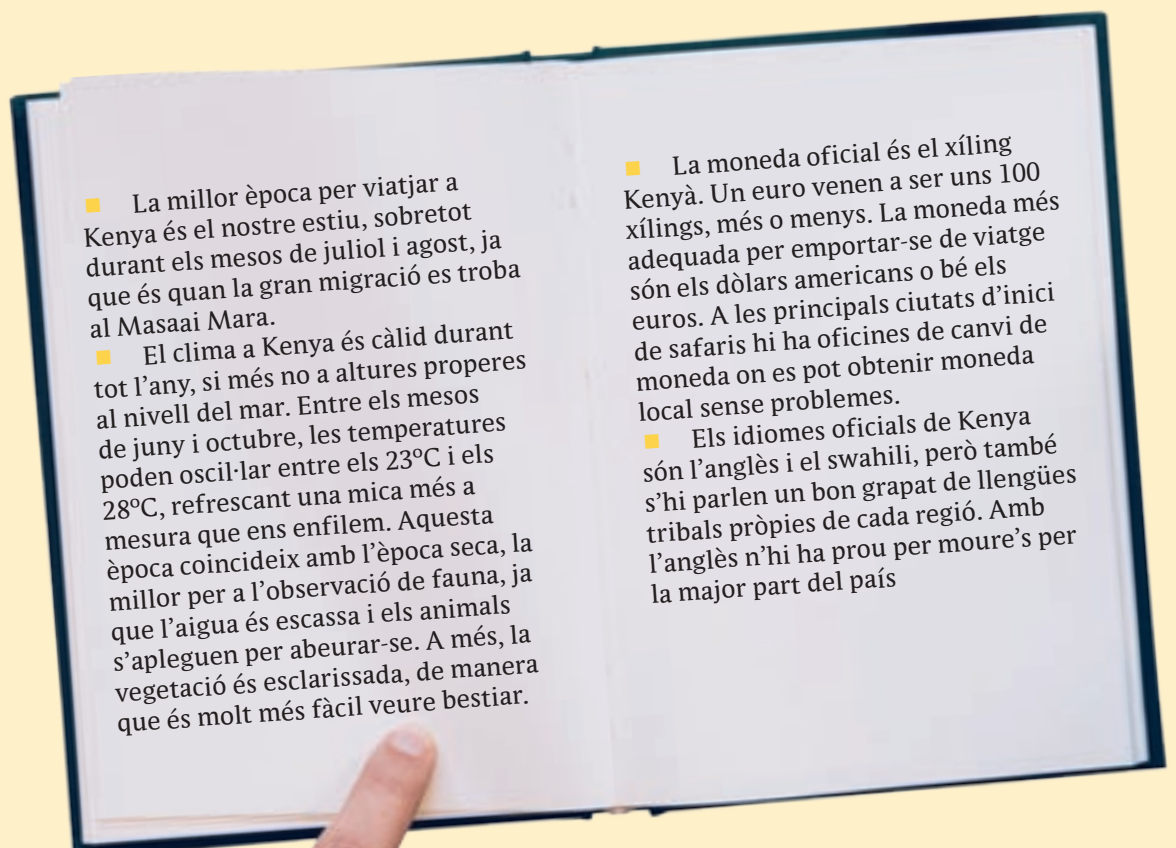 La millor època per viatjar a
Kenya és el nostre estiu, sobretot
durant els mesos de juliol i agost, ja
que és quan la gran migració es troba
al Masaai Mara.
El clima a Kenya és càlid durant
tot l'any, si més no a altures properes
al nivell del mar. Entre els mesos
de juny i octubre, les temperatures
poden oscil·lar entre els 23ºC i els
28ºC, refrescant una mica més a
mesura que ens enfilem. Aquesta
època coincideix amb l'època seca, la
millor per a l'observació de fauna, ja
que l'aigua és escassa i els animals
s'apleguen per abeurar-se. A més, la
vegetació és esclarissada, de manera
que és molt més fàcil veure bestiar.
La moneda oficial és el xíling
Kenyà. Un euro venen a ser uns 100
xílings, més o menys. La moneda més
adequada per emportar-se de viatge
són els dòlars americans o bé els
euros. A les principals ciutats d'inici
de safaris hi ha oficines de canvi de
moneda on es pot obtenir moneda
local sense problemes.
Els idiomes oficials de Kenya
són l'anglès i el swahili, però també
s'hi parlen un bon grapat de llengües
tribals pròpies de cada regió. Amb
l'anglès n'hi ha prou per moure's per
la major part del país